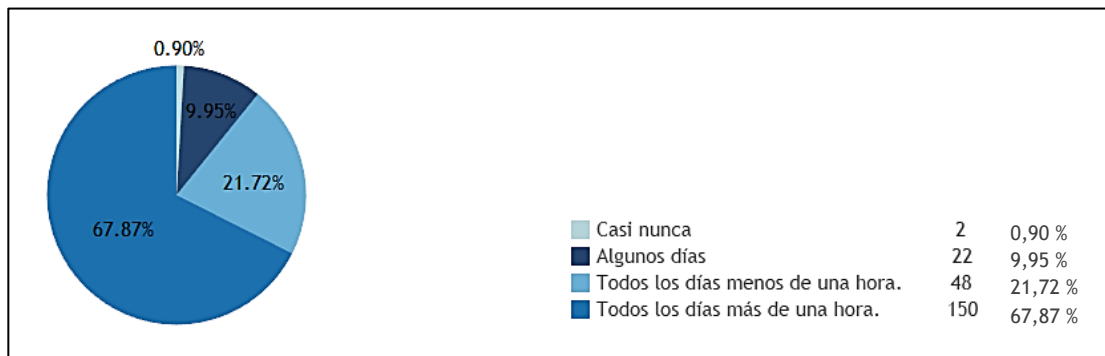 0.90%
9.95%
21.72%
67.87%
Casi nunca 2 0,90 %
Algunos días 22 9,95 %
Todos los días menos de una hora. 48 21,72 %
Todos los días más de una hora. 150 67,87 %